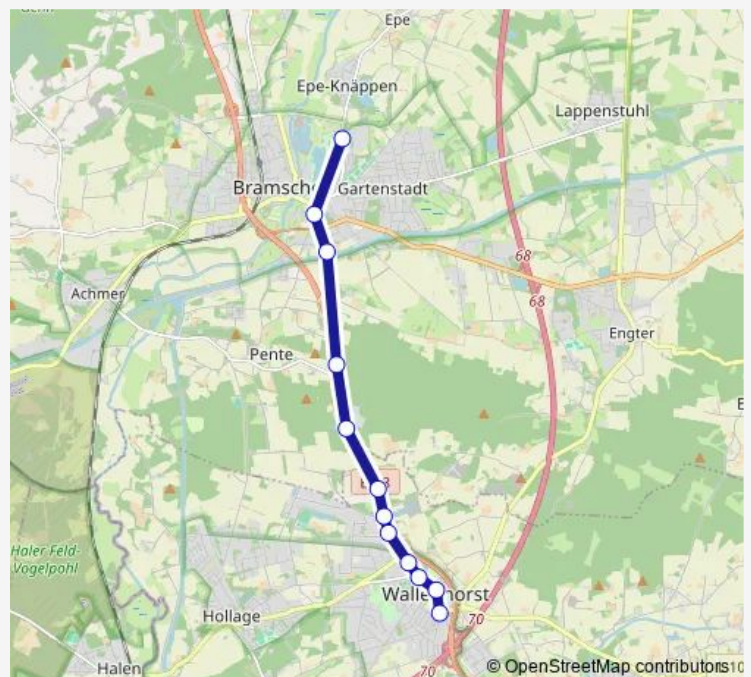 Epe
Epe-Knäppen
Lappenstuhl
Bramsche
Gartenstadt
68
68
Achmer
Engter
Pente
Haler Feld-
Vogelpohl
Wallenhorst
Hollage
70
Halen
70
© OpenStreetMap contributors